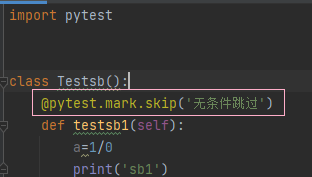 import pytest
class Testsb():
@pytest.mark.skip('无条件跳过')
def testsb1(self):
a=1/0
print('sb1')